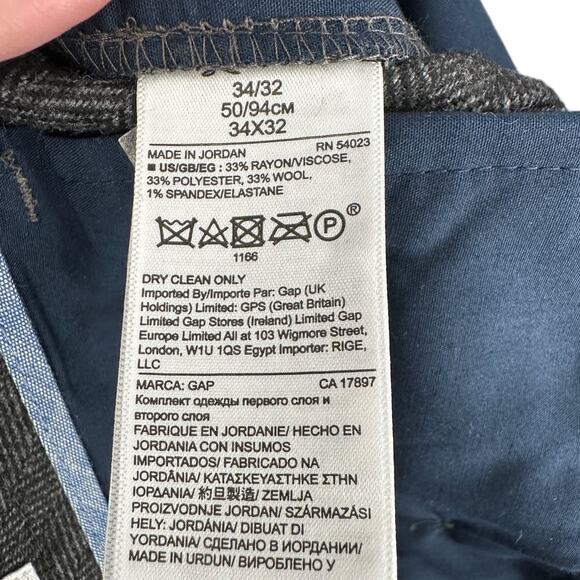 34/32
50/94CM
34X32
MADE IN JORDAN RN 54023
■ US/GB/EG : 33% RAYON/VISCOSE,
33% POLYESTER, 33% WOOL,
1% SPANDEX/ELASTANE
P®
1166
DRY CLEAN ONLY
Imported By/Importe Par: Gap (UK
Holdings) Limited: GPS (Great Britain)
Limited Gap Stores (Ireland) Limited Gap
Europe Limited All at 103 Wigmore Street,
London, W1U 1QS Egypt Importer: RIGE,
LLC
MARCA: GAP CA 17897
Комплект одежды первого слоя и
второго слоя
FABRIQUE EN JORDANIE/ HECHO EN
JORDANIA CON INSUMOS
IMPORTADOS/ FABRICADO NA
JORDÂNIA/ ΚΑΤΑΣΚΕΥΑΣΤΗΚΕ ΣΤΗΝ
ΙΟΡΔΑΝΙΑ/ 約旦製造/ ZEMLJA
PROIZVODNJE JORDAN/ SZÁRMAZÁSI
HELY: JORDÁNIA/ DIBUAT DI
YORDANIA/ СДЕЛАНО В ИОРДАНИИ/
MADE IN URDUN/ ВИРОБЛЕНО У